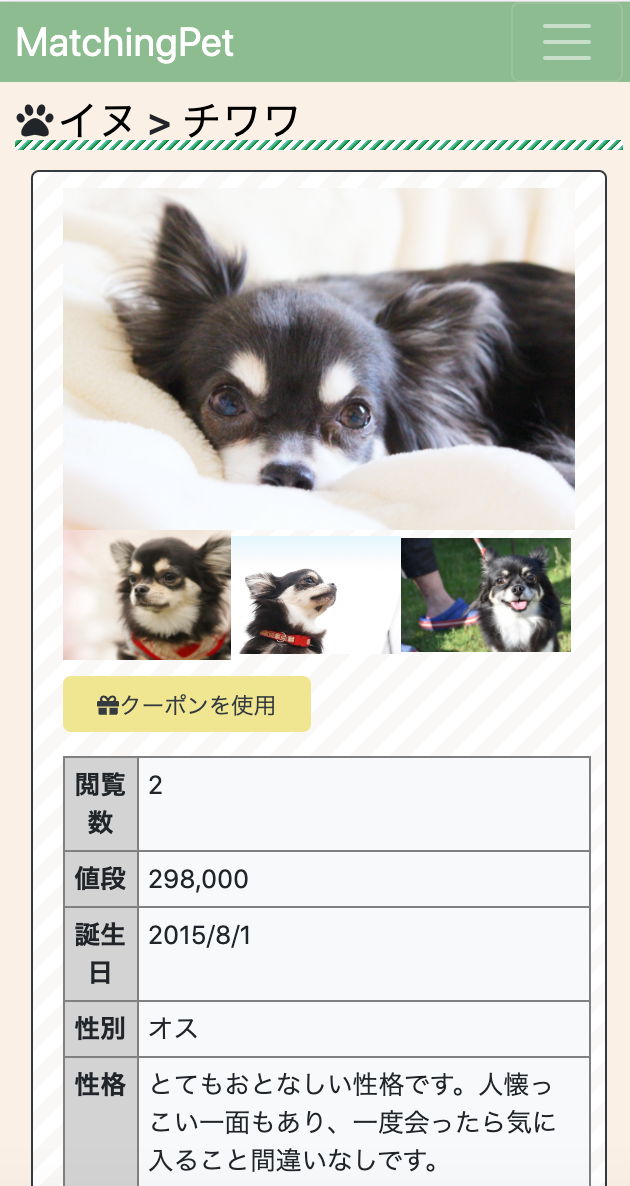 MatchingPet
イヌ > チワワ
クーポンを使用
閲覧
数
2
値段
298,000
誕生
日
2015/8/1
性別
オス
性格
とてもおとなしい性格です。人懐っ
こい一面もあり、一度会ったら気に
入ること間違いなしです。